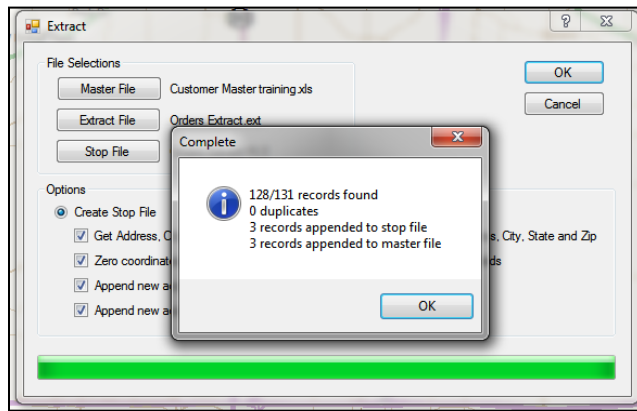 Extract
File Selections
Master File Customer Master training.xls
OK
Extract File Orders Extract.ext
Cancel
Stop File
Complete
128/131 records found
0 duplicates
3 records appended to stop file
3 records appended to master file
OK
Options
Create Stop File
Get Address, s, City, State and Zip
Zero
Append new
Append new